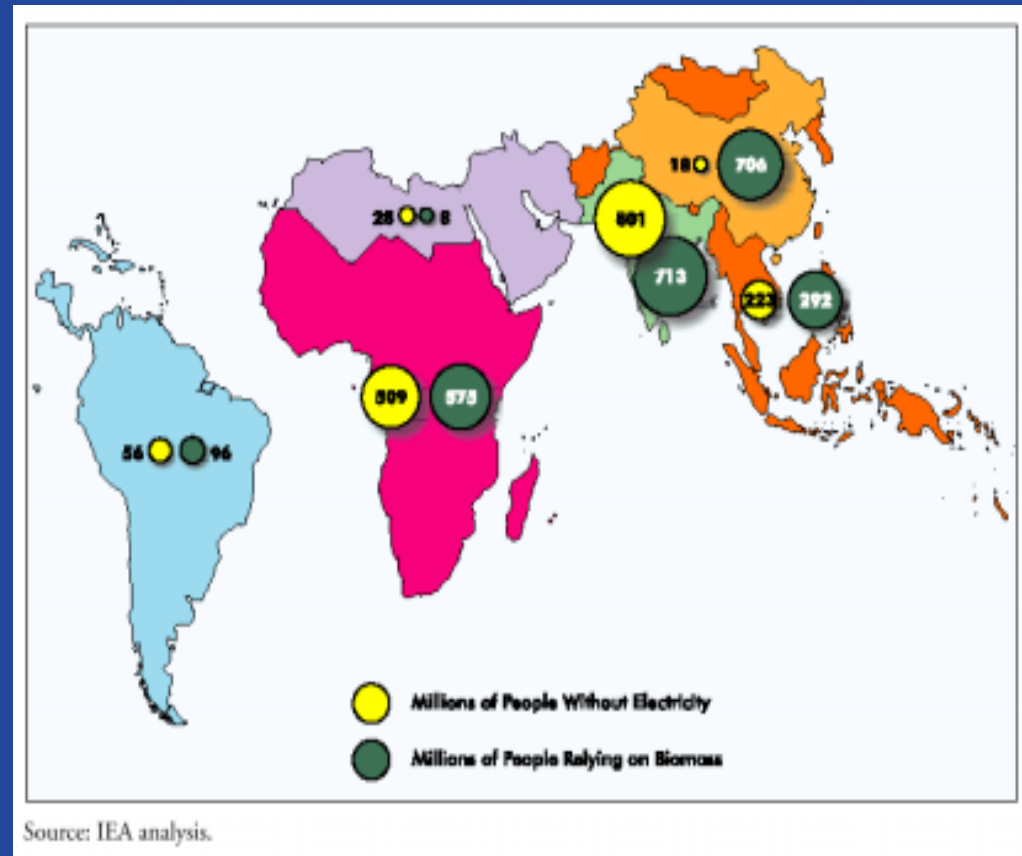 18 706
28 8
801
713
223 292
509 575
56 96
Millions of People Without Electricity
Millions of People Relying on Biomass
Source: IEA analysis.